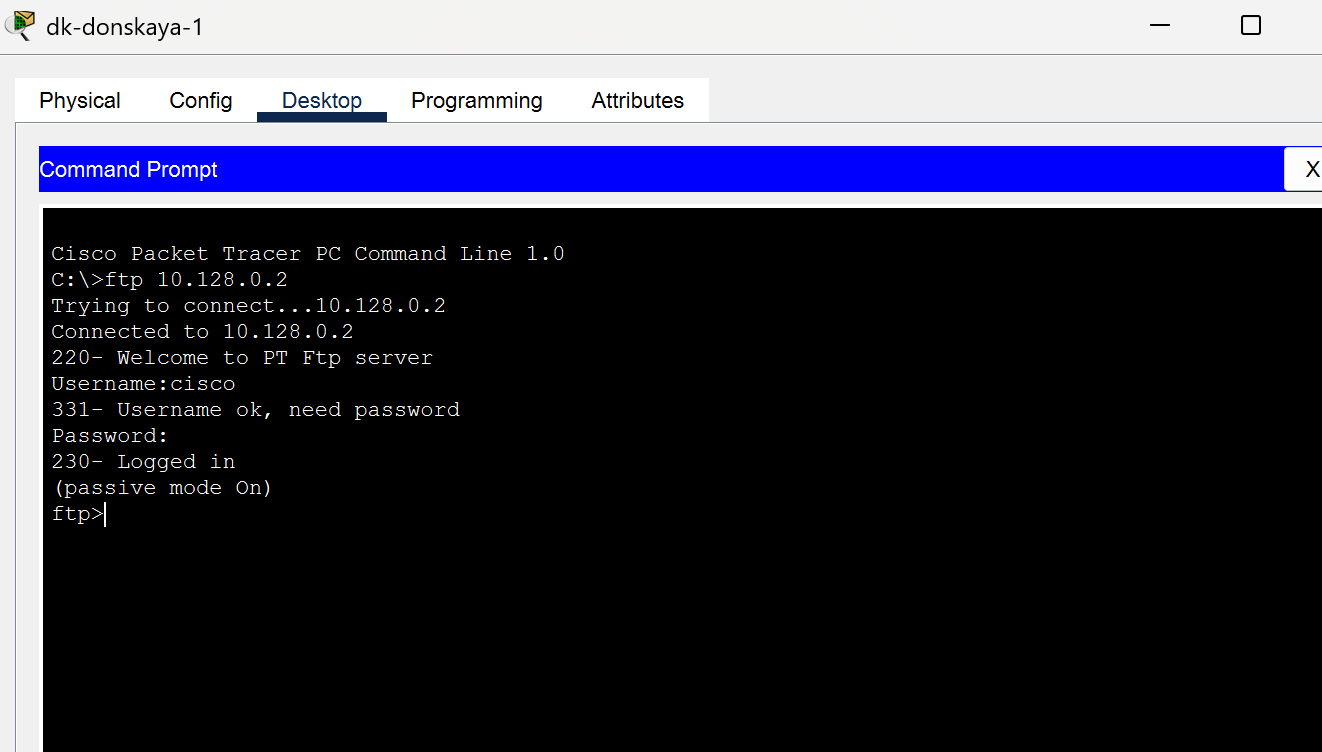 dk-donskaya-1
Physical Config Desktop Programming Attributes
Command Prompt X
Cisco Packet Tracer PC Command Line 1.0
C:\>ftp 10.128.0.2
Trying to connect...10.128.0.2
Connected to 10.128.0.2
220- Welcome to PT Ftp server
Username:cisco
331- Username ok, need password
Password:
230- Logged in
(passive mode On)
ftp>